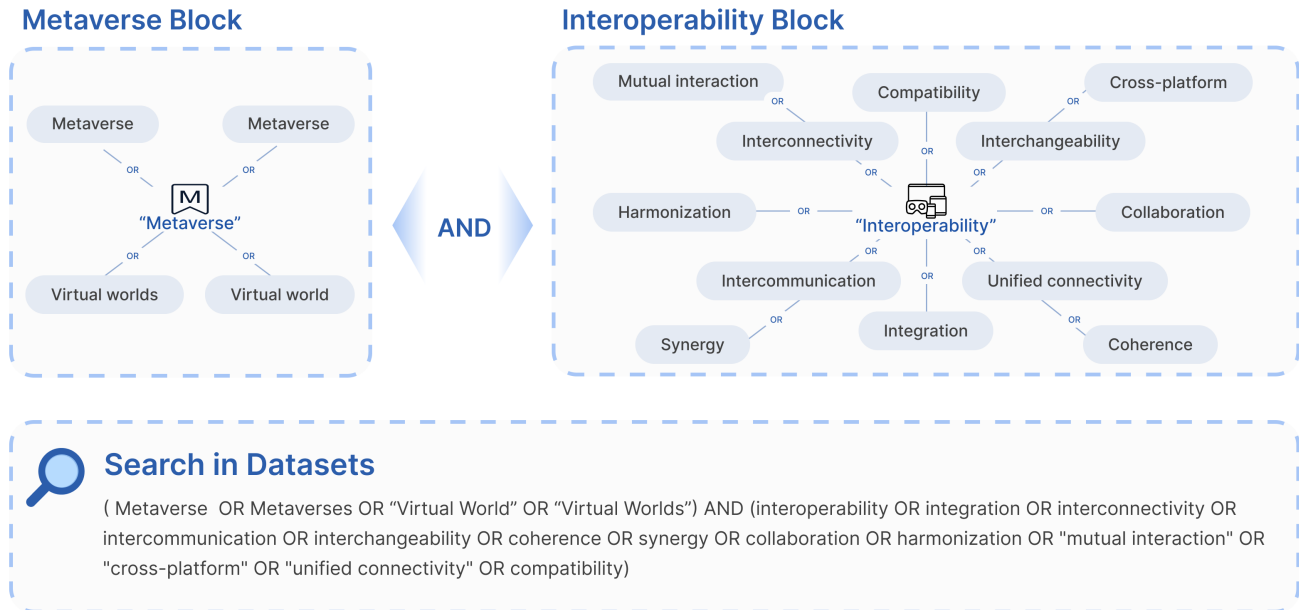 Metaverse Block
Interoperability Block
Metaverse
Metaverse
OR
OR
M
“Metaverse”
OR
OR
Virtual worlds
Virtual world
AND
Mutual interaction
Compatibility
Cross-platform
OR
OR
Interconnectivity
Interchangeability
OR
OR
OR
Harmonization
OR
“Interoperability”
OR
Collaboration
OR
OR
Intercommunication
OR
Unified connectivity
OR
OR
Synergy
Integration
Coherence
Search in Datasets
( Metaverse  OR Metaverses OR “Virtual World” OR “Virtual Worlds”) AND (interoperability OR integration OR interconnectivity OR
intercommunication OR interchangeability OR coherence OR synergy OR collaboration OR harmonization OR "mutual interaction" OR
"cross-platform" OR "unified connectivity" OR compatibility)